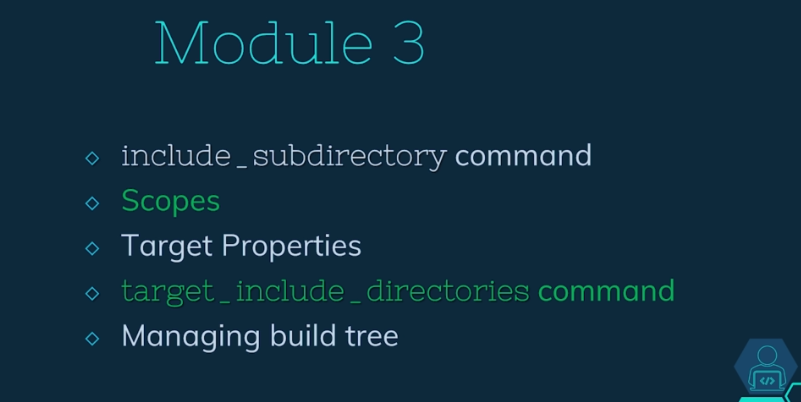 Module 3
include_subdirectory command
Scopes
Target Properties
target_include_directories command
Managing build tree